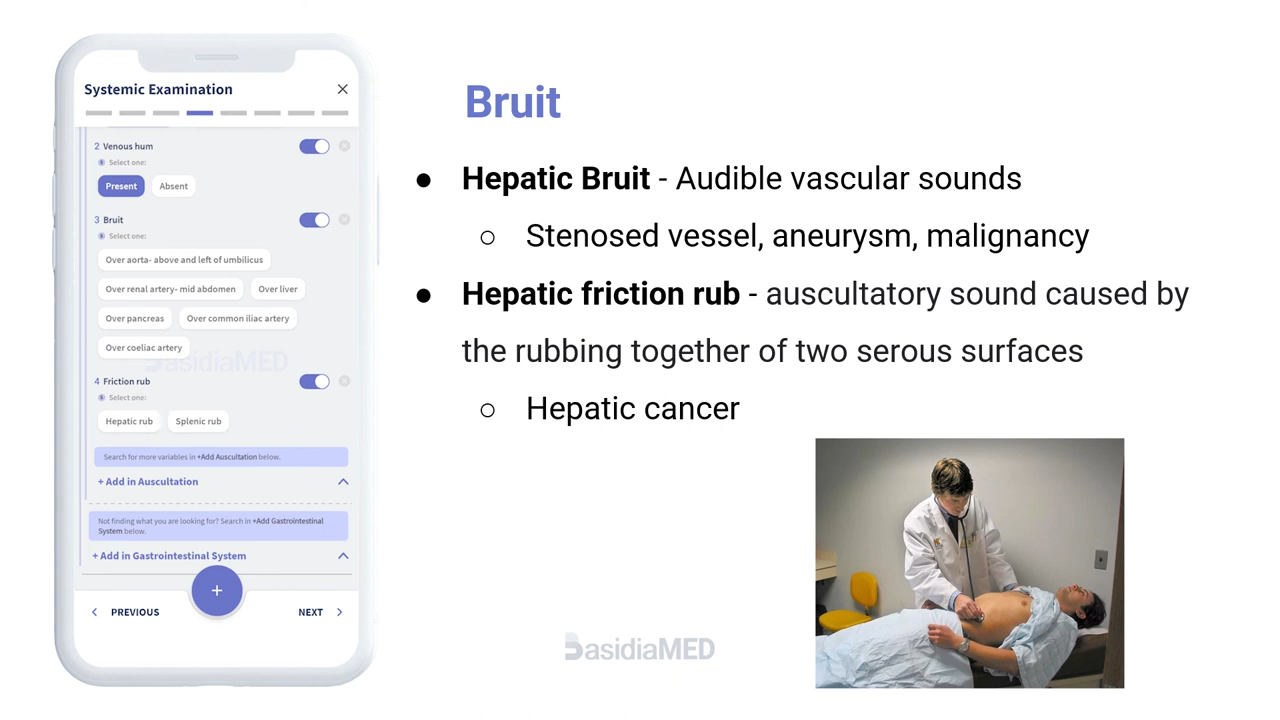 Systemic Examination
2 Venous hum
Select one:
Present Absent
3 Bruit
Select one:
Over aorta- above and left of umbilicus
Over renal artery- mid abdomen Over liver
Over pancreas Over common iliac artery
Over coeliac artery
BasidiaMED
4 Friction rub
Select one:
Hepatic rub Splenic rub
Search for more variables in +Add Auscultation below.
+ Add in Auscultation
Not finding what you are looking for? Search in +Add Gastrointestinal
System below.
+ Add in Gastrointestinal System
+
PREVIOUS NEXT
Bruit
● Hepatic Bruit - Audible vascular sounds
○ Stenosed vessel, aneurysm, malignancy
● Hepatic friction rub - auscultatory sound caused by
the rubbing together of two serous surfaces
○ Hepatic cancer
BasidiaMED